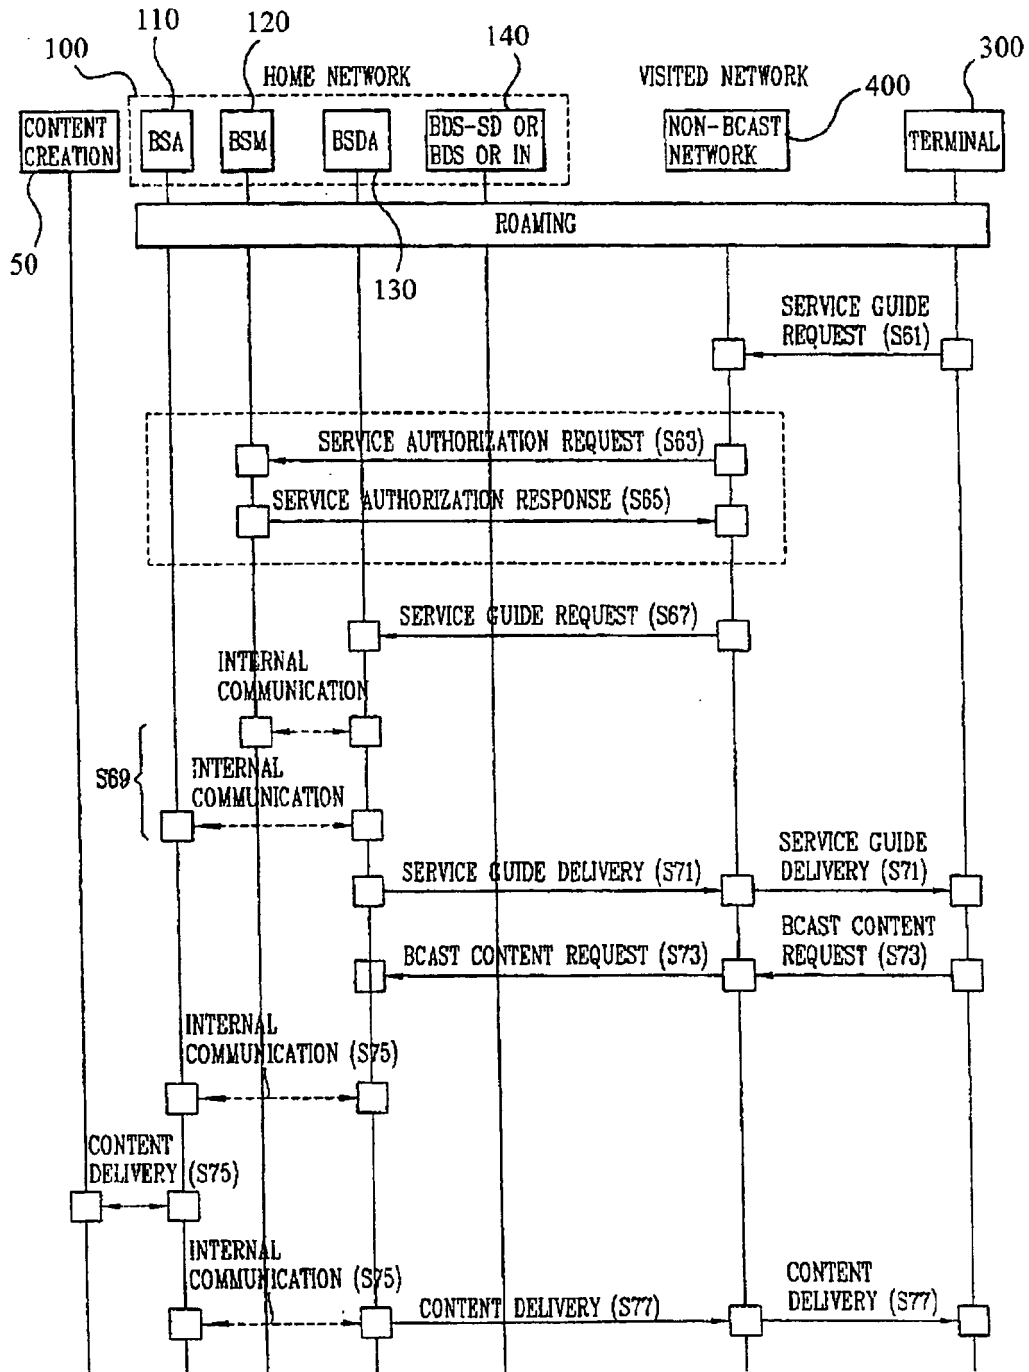 110
120
140
300
100
HOME NETWORK
VISITED NETWORK
400
CONTENT
CREATION
BSA
BSM
BSDA
BDS-SD OR
BDS OR IN
NON-BCAST
NETWORK
TERMINAL
ROAMING
50
130
SERVICE GUIDE
REQUEST (S61)
SERVICE AUTHORIZATION REQUEST (S63)
SERVICE AUTHORIZATION RESPONSE (S65)
SERVICE GUIDE REQUEST (S67)
INTERNAL
COMMUNICATION
S69
INTERNAL
COMMUNICATION
SERVICE GUIDE DELIVERY (S71)
SERVICE GUIDE
DELIVERY (S71)
BCAST CONTENT REQUEST (S73)
BCAST CONTENT
REQUEST (S73)
INTERNAL
COMMUNICATION (S75)
CONTENT
DELIVERY (S75)
INTERNAL
COMMUNICATION (S75)
CONTENT DELIVERY (S77)
CONTENT
DELIVERY (S77)